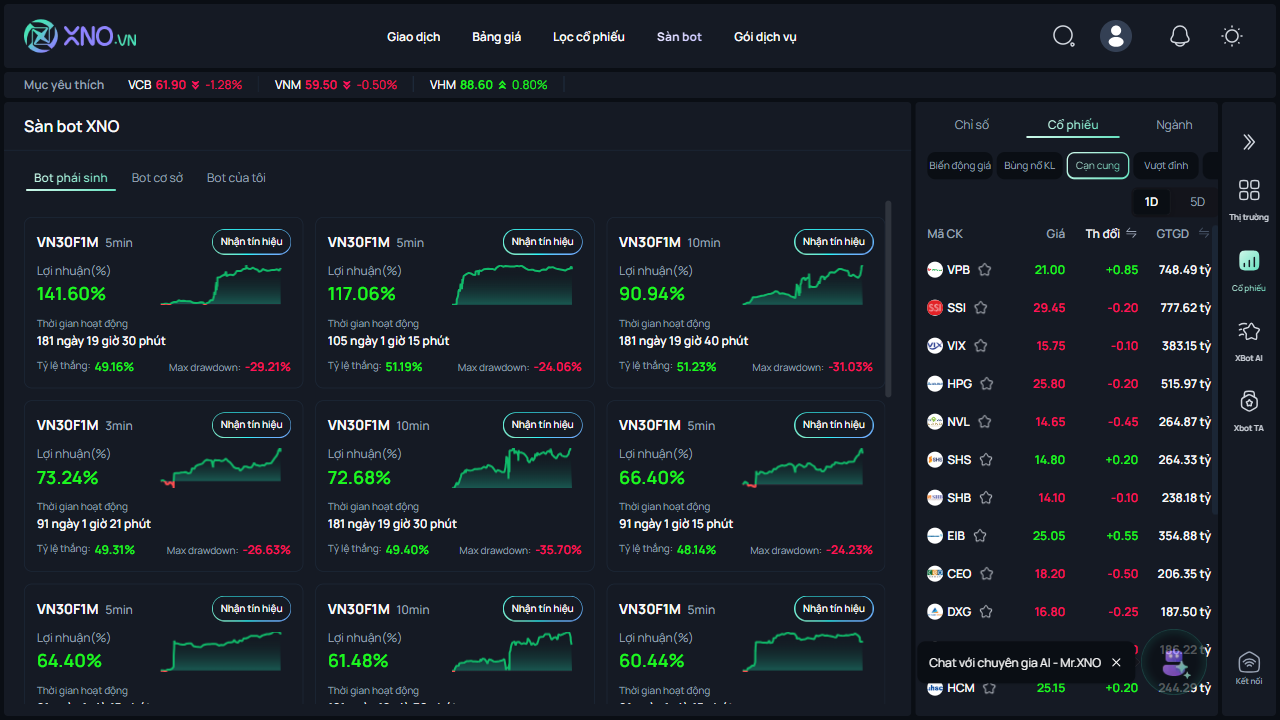 XNO.VN
Giao dịch Bảng giá Lọc cổ phiếu Sàn bot Gói dịch vụ
Mục yêu thích VCB 61.90 -1.28% VNM 59.50 -0.50% VHM 88.60 0.80%
Sàn bot XNO
Bot phái sinh Bot cơ sở Bot của tôi
VN30F1M 5min Nhận tín hiệu
Lợi nhuận(%)
141.60%
Thời gian hoạt động
181 ngày 19 giờ 30 phút
Tỷ lệ thắng: 49.16% Max drawdown: -29.21%
VN30F1M 5min Nhận tín hiệu
Lợi nhuận(%)
117.06%
Thời gian hoạt động
105 ngày 1 giờ 15 phút
Tỷ lệ thắng: 51.19% Max drawdown: -24.06%
VN30F1M 10min Nhận tín hiệu
Lợi nhuận(%)
90.94%
Thời gian hoạt động
181 ngày 19 giờ 40 phút
Tỷ lệ thắng: 51.23% Max drawdown: -31.03%
VN30F1M 3min Nhận tín hiệu
Lợi nhuận(%)
73.24%
Thời gian hoạt động
91 ngày 1 giờ 21 phút
Tỷ lệ thắng: 49.31% Max drawdown: -26.63%
VN30F1M 10min Nhận tín hiệu
Lợi nhuận(%)
72.68%
Thời gian hoạt động
181 ngày 19 giờ 30 phút
Tỷ lệ thắng: 49.40% Max drawdown: -35.70%
VN30F1M 5min Nhận tín hiệu
Lợi nhuận(%)
66.40%
Thời gian hoạt động
91 ngày 1 giờ 15 phút
Tỷ lệ thắng: 48.14% Max drawdown: -24.23%
VN30F1M 5min Nhận tín hiệu
Lợi nhuận(%)
64.40%
Thời gian hoạt động
VN30F1M 10min Nhận tín hiệu
Lợi nhuận(%)
61.48%
Thời gian hoạt động
VN30F1M 5min Nhận tín hiệu
Lợi nhuận(%)
60.44%
Thời gian hoạt động
Chỉ số Cổ phiếu Ngành
Biến động giá Bùng nổ KL Cạn cung Vượt đỉnh
1D 5D
Mã CK Giá Th đổi GTGD
VPB 21.00 +0.85 748.49 tỷ
SSI 29.45 -0.20 777.62 tỷ
VIX 15.75 -0.10 383.15 tỷ
HPG 25.80 -0.20 515.97 tỷ
NVL 14.65 -0.45 264.87 tỷ
SHS 14.80 +0.20 264.33 tỷ
SHB 14.10 -0.10 238.18 tỷ
EIB 25.05 +0.55 354.88 tỷ
CEO 18.20 -0.50 206.35 tỷ
DXG 16.80 -0.25 187.50 tỷ
186.22 tỷ
Chat với chuyên gia AI - Mr.XNO
HCM 25.15 +0.20 244.29 tỷ
Thị trường
Cổ phiếu
XBot AI
Xbot TA
Kết nối